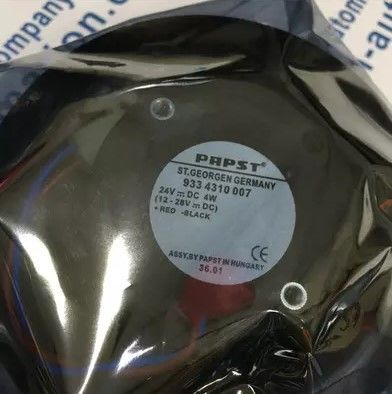 PAPST®
ST.GEORGEN GERMANY
933 4310 007
24V ⎓ DC 4W
(12 - 28V ⎓ DC)
+ RED -BLACK
CE
ASSY.BY PAPST IN HUNGARY
36.01